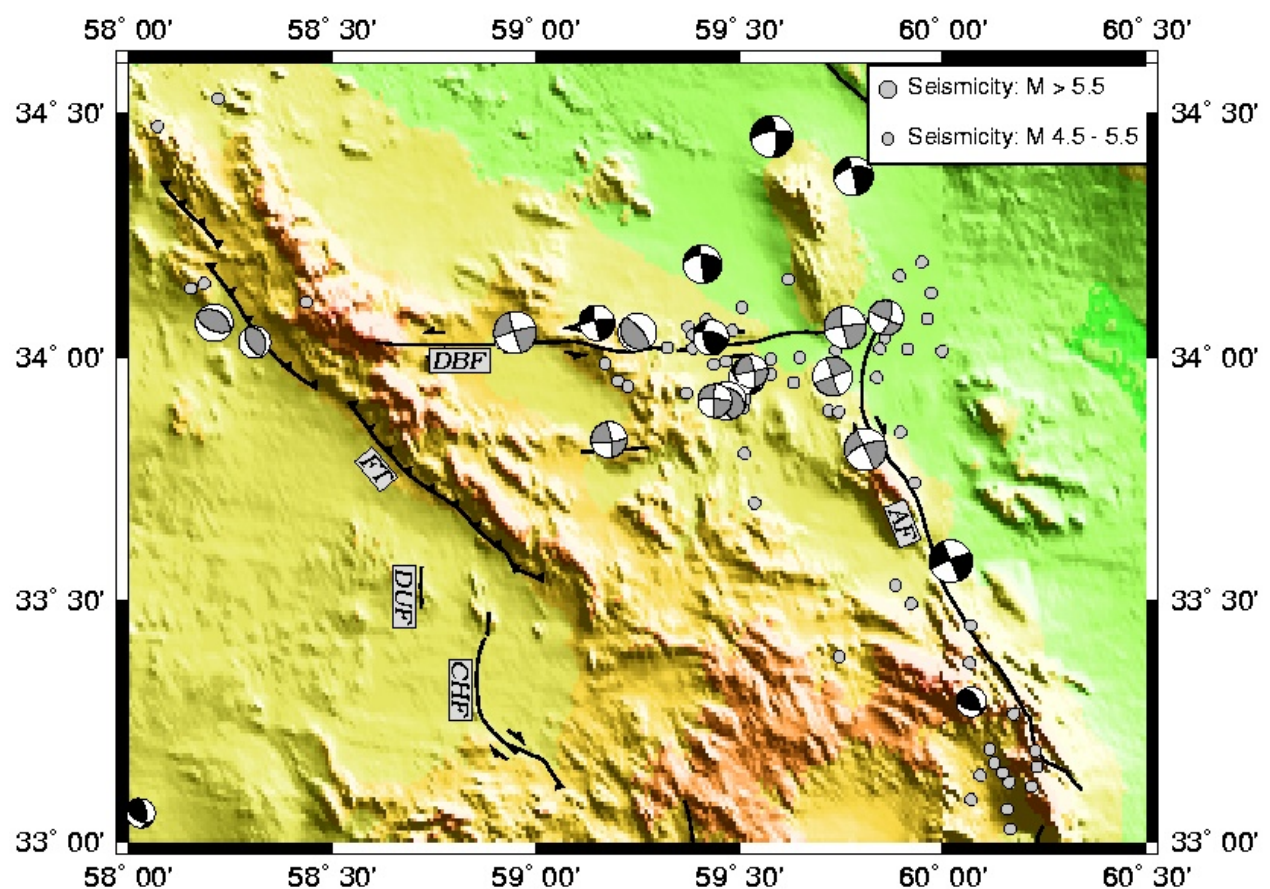 58° 00' 58° 30' 59° 00' 59° 30' 60° 00' 60° 30'
Seismicity: M > 5.5
34° 30' 34° 30'
Seismicity: M 4.5 - 5.5
34° 00' 34° 00'
DBF
FT
AF
33° 30' 33° 30'
DUF
CHF
33° 00' 33° 00'
58° 00' 58° 30' 59° 00' 59° 30' 60° 00' 60° 30'